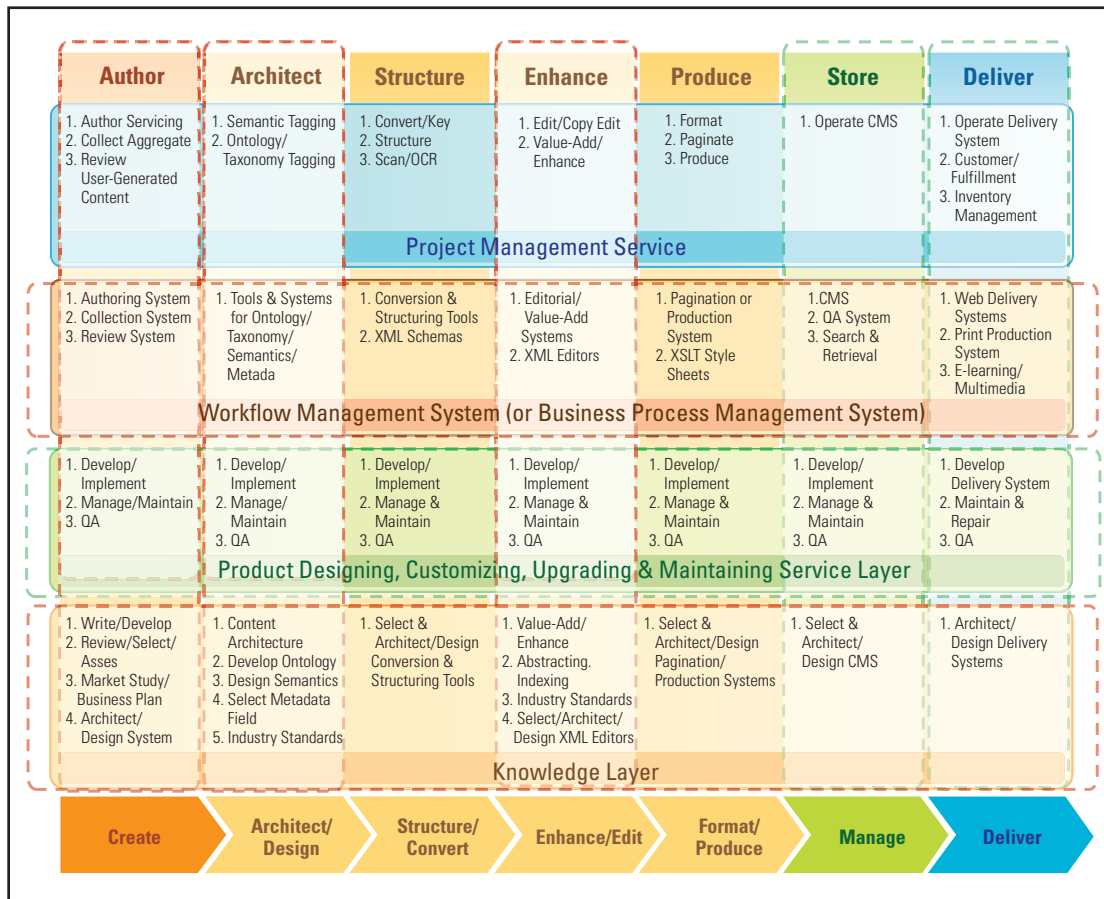 Author
Architect
Structure
Enhance
Produce
Store
Deliver
1. Author Servicing
2. Collect Aggregate
3. Review
User-Generated
Content
1. Semantic Tagging
2. Ontology/
Taxonomy Tagging
1. Convert/Key
2. Structure
3. Scan/OCR
1. Edit/Copy Edit
2. Value-Add/
Enhance
1. Format
2. Paginate
3. Produce
1. Operate CMS
1. Operate Delivery
System
2. Customer/
Fulfillment
3. Inventory
Management
Project Management Service
1. Authoring System
2. Collection System
3. Review System
1. Tools & Systems
for Ontology/
Taxonomy/
Semantics/
Metada
1. Conversion &
Structuring Tools
2. XML Schemas
1. Editorial/
Value-Add
Systems
2. XML Editors
1. Pagination or
Production
System
2. XSLT Style
Sheets
1.CMS
2. QA System
3. Search &
Retrieval
1. Web Delivery
Systems
2. Print Production
System
3. E-learning/
Multimedia
Workflow Management System (or Business Process Management System)
1. Develop/
Implement
2. Manage/Maintain
3. QA
1. Develop/
Implement
2. Manage/
Maintain
3. QA
1. Develop/
Implement
2. Manage &
Maintain
3. QA
1. Develop/
Implement
2. Manage &
Maintain
3. QA
1. Develop/
Implement
2. Manage &
Maintain
3. QA
1. Develop/
Implement
2. Manage &
Maintain
3. QA
1. Develop
Delivery System
2. Maintain &
Repair
3. QA
Product Designing, Customizing, Upgrading & Maintaining Service Layer
1. Write/Develop
2. Review/Select/
Asses
3. Market Study/
Business Plan
4. Architect/
Design System
1. Content
Architecture
2. Develop Ontology
3. Design Semantics
4. Select Metadata
Field
5. Industry Standards
1. Select &
Architect/Design
Conversion &
Structuring Tools
1. Value-Add/
Enhance
2. Abstracting.
Indexing
3. Industry Standards
4. Select/Architect/
Design XML Editors
1. Select &
Architect/Design
Pagination/
Production Systems
1. Select &
Architect/
Design CMS
1. Architect/
Design Delivery
Systems
Knowledge Layer
Create
Architect/
Design
Structure/
Convert
Enhance/Edit
Format/
Produce
Manage
Deliver